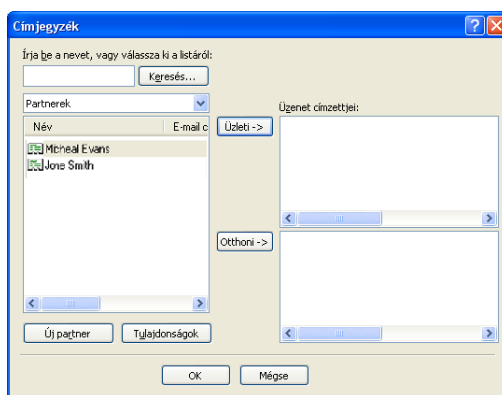 Címjegyzék
Írja be a nevet, vagy válassza ki a listáról:
Keresés...
Partnerek
Üzenet címzettjei:
Név E-mail c
Üzleti ->
Micheal Evans
Jone Smith
Otthoni ->
Új partner Tulajdonságok
OK Mégse